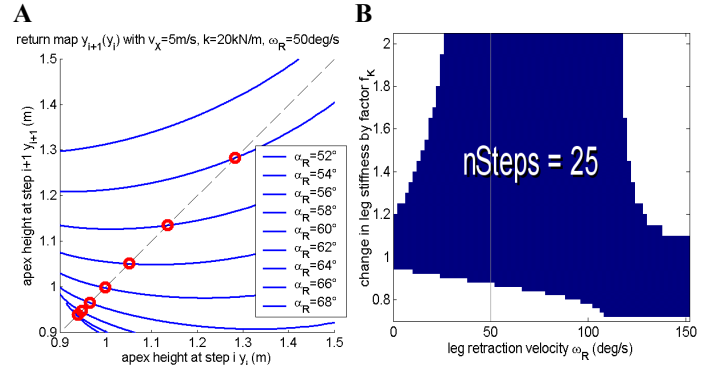 A
return map y_{i+1}(y_i) with v_X=5m/s, k=20kN/m, ω_R=50deg/s
apex height at step i+1 y_{i+1} (m)
1.5
1.4
1.3
1.2
1.1
1
0.9
α_R=52°
α_R=54°
α_R=56°
α_R=58°
α_R=60°
α_R=62°
α_R=64°
α_R=66°
α_R=68°
0.9
1
1.1
1.2
1.3
1.4
1.5
apex height at step i y_i (m)
B
change in leg stiffness by factor f_K
2
1.8
1.6
1.4
1.2
1
0.8
nSteps = 25
0
50
100
150
leg retraction velocity ω_R (deg/s)